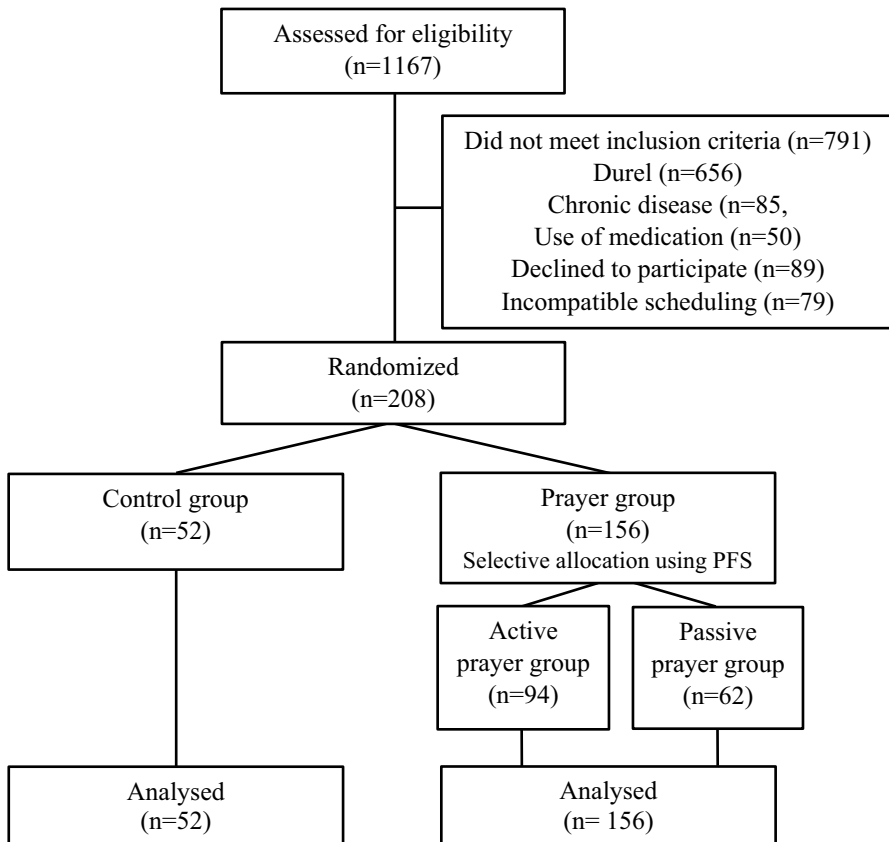 Assessed for eligibility
(n=1167)
Did not meet inclusion criteria (n=791)
Durel (n=656)
Chronic disease (n=85,
Use of medication (n=50)
Declined to participate (n=89)
Incompatible scheduling (n=79)
Randomized
(n=208)
Control group
(n=52)
Prayer group
(n=156)
Selective allocation using PFS
Active
prayer group
(n=94)
Passive
prayer group
(n=62)
Analysed
(n=52)
Analysed
(n= 156)